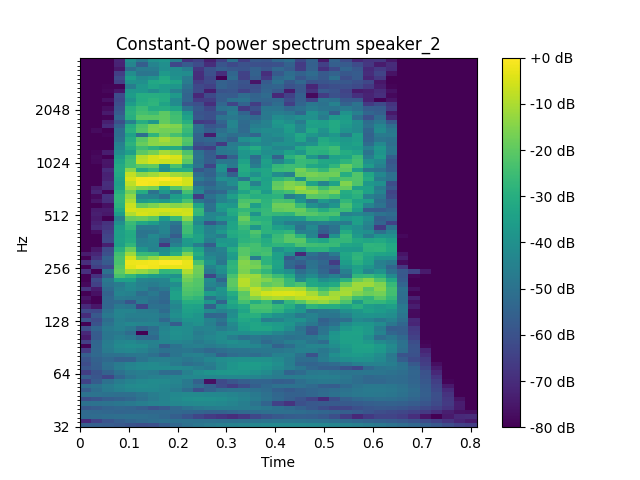 Constant-Q power spectrum speaker_2
Hz
2048
1024
512
256
128
64
32
0 0.1 0.2 0.3 0.4 0.5 0.6 0.7 0.8
Time
+0 dB
-10 dB
-20 dB
-30 dB
-40 dB
-50 dB
-60 dB
-70 dB
-80 dB